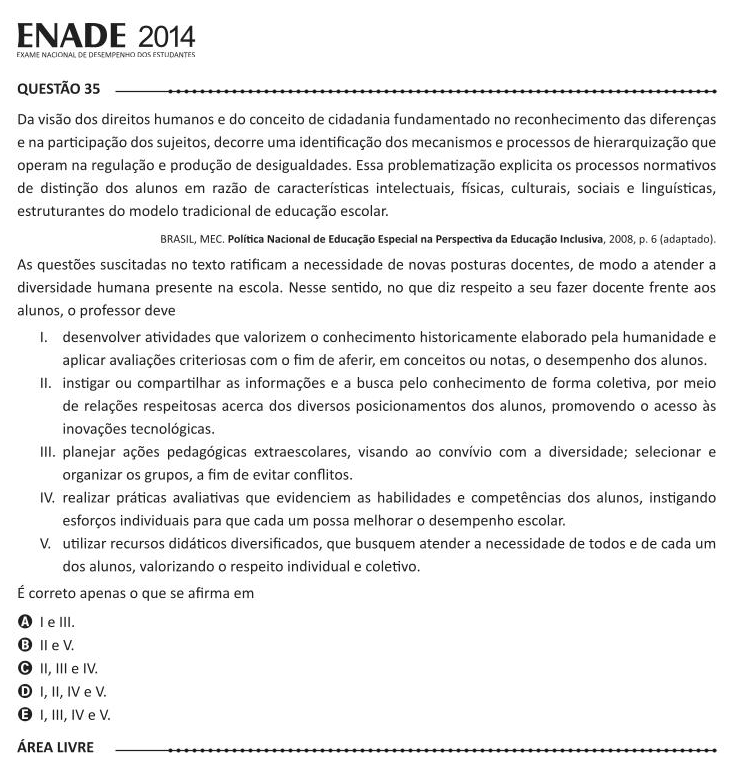 ENADE 2014
EXAME NACIONAL DE DESEMPENHO DOS ESTUDANTES
QUESTÃO 35
Da visão dos direitos humanos e do conceito de cidadania fundamentado no reconhecimento das diferenças
e na participação dos sujeitos, decorre uma identificação dos mecanismos e processos de hierarquização que
operam na regulação e produção de desigualdades. Essa problematização explicita os processos normativos
de distinção dos alunos em razão de características intelectuais, físicas, culturais, sociais e linguísticas,
estruturantes do modelo tradicional de educação escolar.
BRASIL, MEC. Política Nacional de Educação Especial na Perspectiva da Educação Inclusiva, 2008, p. 6 (adaptado).
As questões suscitadas no texto ratificam a necessidade de novas posturas docentes, de modo a atender a
diversidade humana presente na escola. Nesse sentido, no que diz respeito a seu fazer docente frente aos
alunos, o professor deve
I. desenvolver atividades que valorizem o conhecimento historicamente elaborado pela humanidade e
aplicar avaliações criteriosas com o fim de aferir, em conceitos ou notas, o desempenho dos alunos.
II. instigar ou compartilhar as informações e a busca pelo conhecimento de forma coletiva, por meio
de relações respeitosas acerca dos diversos posicionamentos dos alunos, promovendo o acesso às
inovações tecnológicas.
III. planejar ações pedagógicas extraescolares, visando ao convívio com a diversidade; selecionar e
organizar os grupos, a fim de evitar conflitos.
IV. realizar práticas avaliativas que evidenciem as habilidades e competências dos alunos, instigando
esforços individuais para que cada um possa melhorar o desempenho escolar.
V. utilizar recursos didáticos diversificados, que busquem atender a necessidade de todos e de cada um
dos alunos, valorizando o respeito individual e coletivo.
É correto apenas o que se afirma em
A I e III.
B II e V.
C II, III e IV.
D I, II, IV e V.
E I, III, IV e V.
ÁREA LIVRE